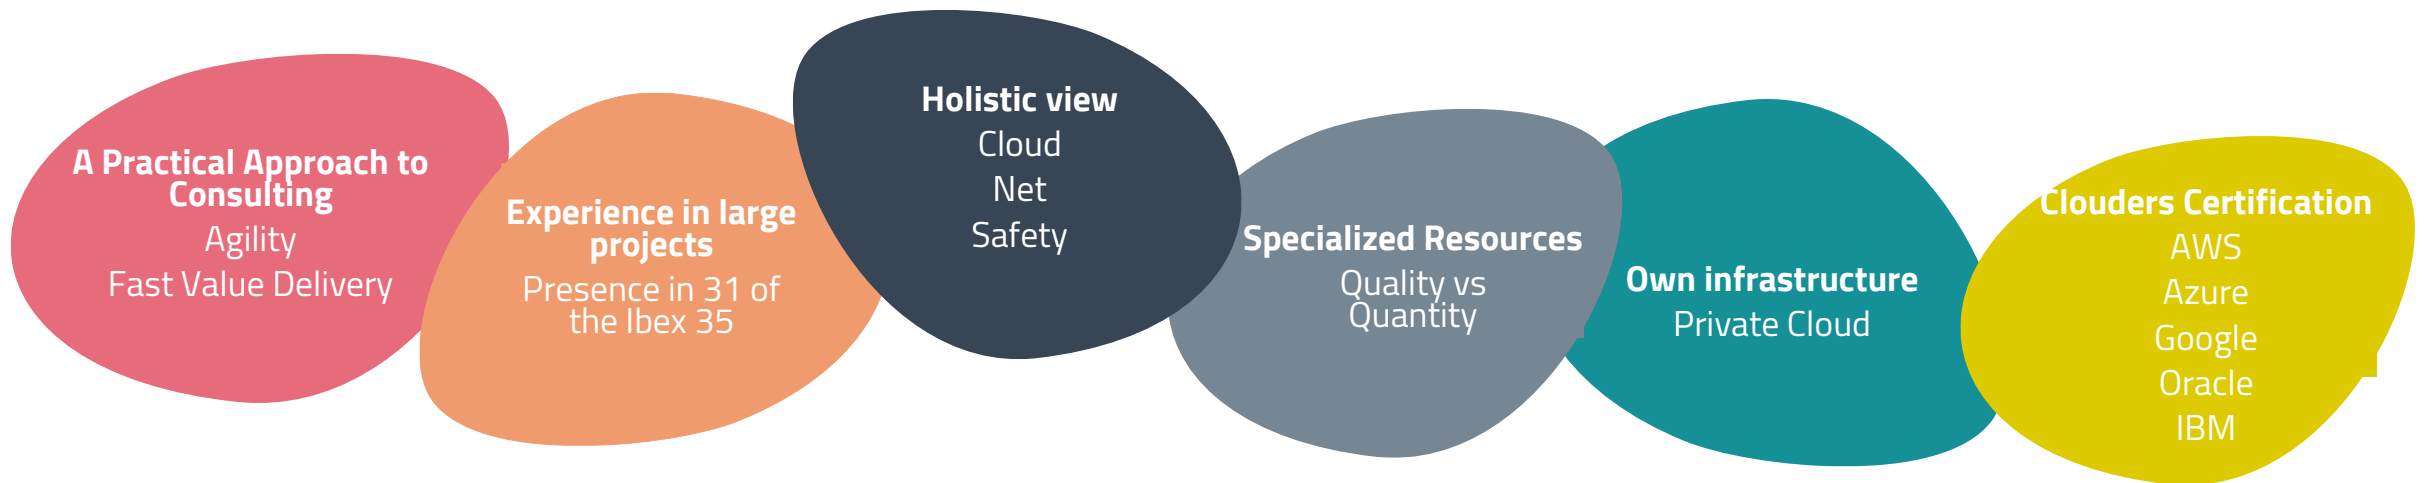 A Practical Approach to
Consulting
Agility
Fast Value Delivery
Experience in large
projects
Presence in 31 of
the Ibex 35
Holistic view
Cloud
Net
Safety
Specialized Resources
Quality vs
Quantity
Own infrastructure
Private Cloud
Clouders Certification
AWS
Azure
Google
Oracle
IBM